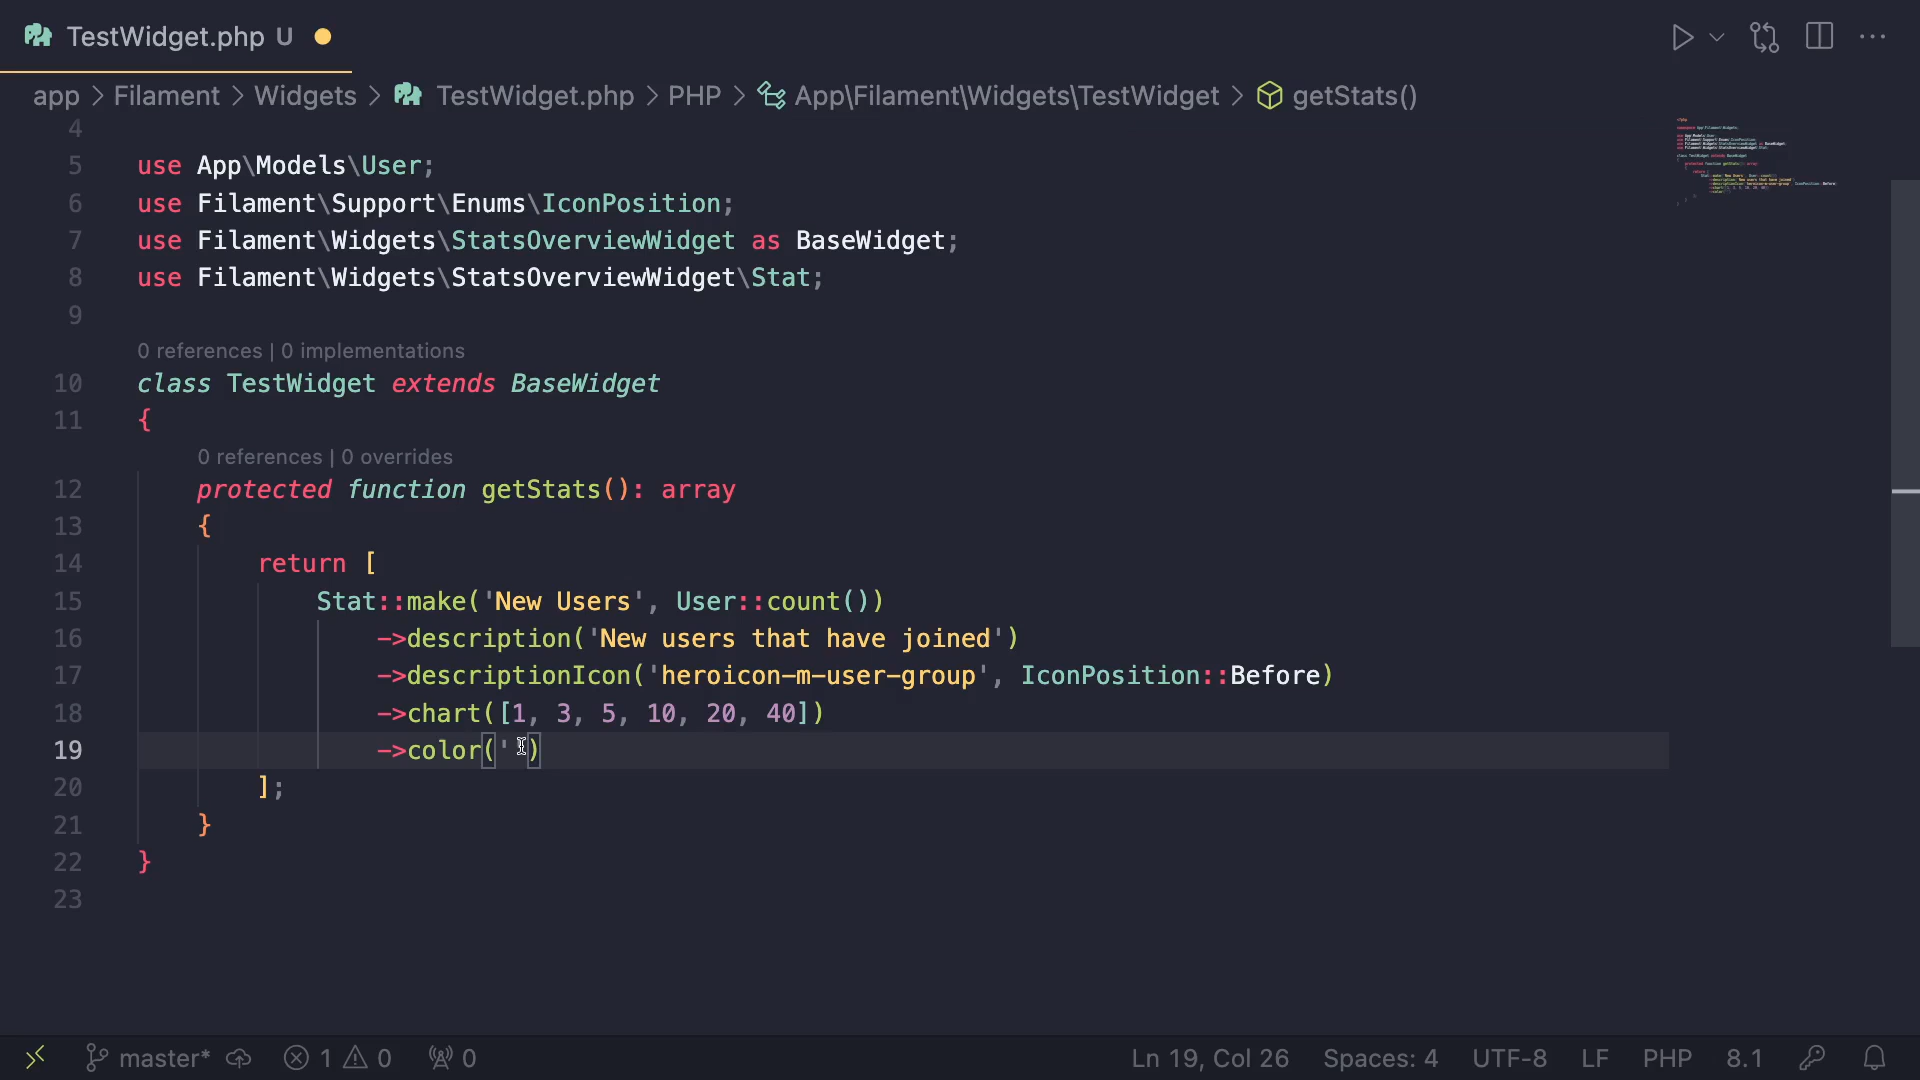 TestWidget.php U
app > Filament > Widgets > TestWidget.php > PHP > App\Filament\Widgets\TestWidget > getStats()
4
5 use App\Models\User;
6 use Filament\Support\Enums\IconPosition;
7 use Filament\Widgets\StatsOverviewWidget as BaseWidget;
8 use Filament\Widgets\StatsOverviewWidget\Stat;
9
0 references | 0 implementations
10 class TestWidget extends BaseWidget
11 {
0 references | 0 overrides
12 protected function getStats(): array
13 {
14 return [
15 Stat::make('New Users', User::count())
16 ->description('New users that have joined')
17 ->descriptionIcon('heroicon-m-user-group', IconPosition::Before)
18 ->chart([1, 3, 5, 10, 20, 40])
19 ->color('')
20 ];
21 }
22 }
23
master* 1 0 0 Ln 19, Col 26 Spaces: 4 UTF-8 LF PHP 8.1